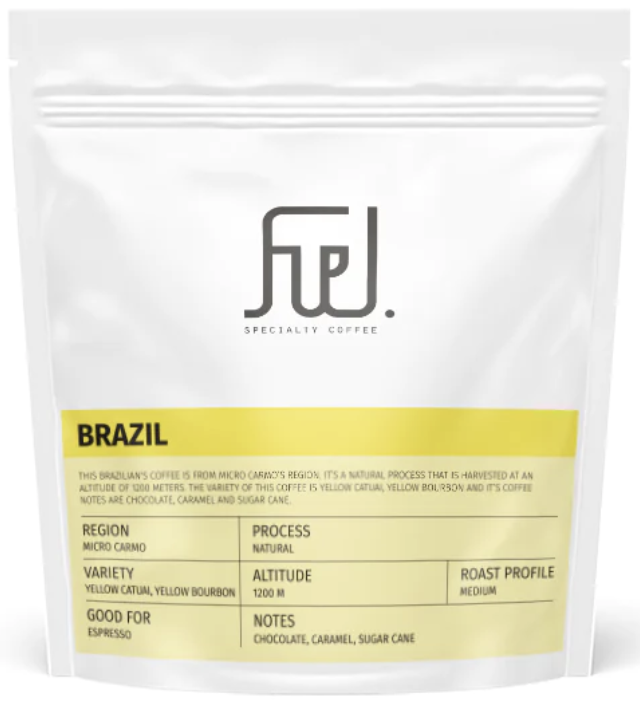 Fuel.
SPECIALTY COFFEE
BRAZIL
THIS BRAZILIAN'S COFFEE IS FROM MICRO CARMO'S REGION. IT'S A NATURAL PROCESS THAT IS HARVESTED AT AN
ALTITUDE OF 1200 METERS. THE VARIETY OF THIS COFFEE IS YELLOW CATUAI, YELLOW BOURBON AND IT'S COFFEE
NOTES ARE CHOCOLATE, CARAMEL AND SUGAR CANE.
REGION
MICRO CARMO
PROCESS
NATURAL
VARIETY
YELLOW CATUAI, YELLOW BOURBON
ALTITUDE
1200 M
ROAST PROFILE
MEDIUM
GOOD FOR
ESPRESSO
NOTES
CHOCOLATE, CARAMEL, SUGAR CANE